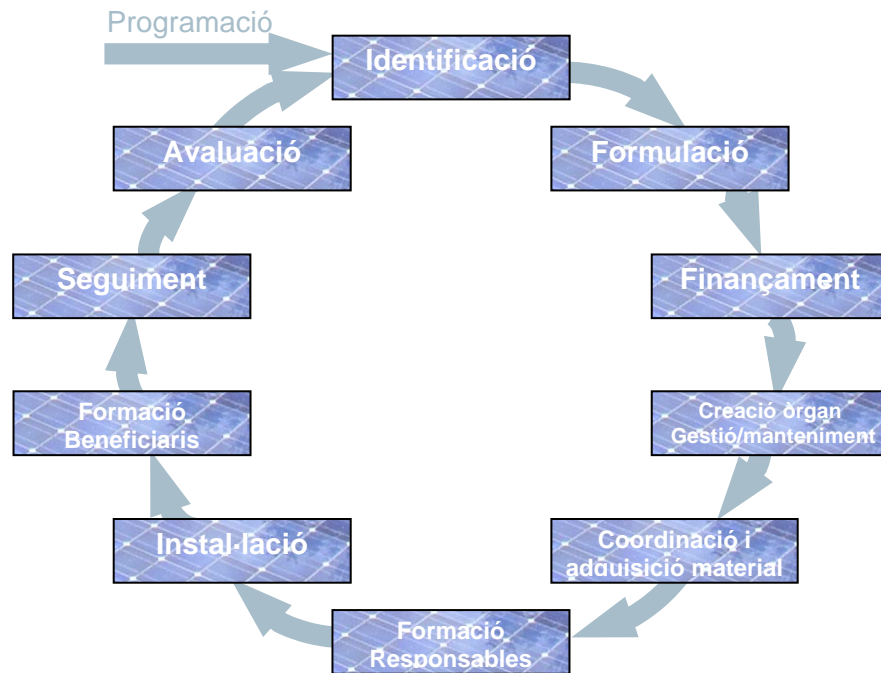 Programació
Identificació
Formulació
Finançament
Creació òrgan
Gestió/manteniment
Coordinació i
adquisició material
Formació
Responsables
Instal·lació
Formació
Beneficiaris
Seguiment
Avaluació